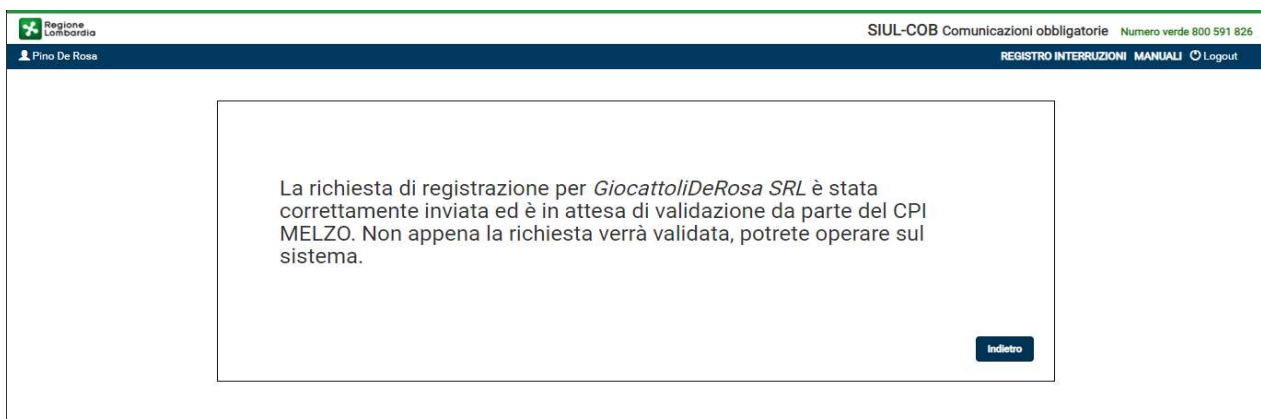 Regione
Lombardia
SIUL-COB Comunicazioni obbligatorie Numero verde 800 591 826
Pino De Rosa
REGISTRO INTERRUZIONI MANUALI Logout
La richiesta di registrazione per GiocattoliDeRosa SRL è stata
correttamente inviata ed è in attesa di validazione da parte del CPI
MELZO. Non appena la richiesta verrà validata, potrete operare sul
sistema.
Indietro